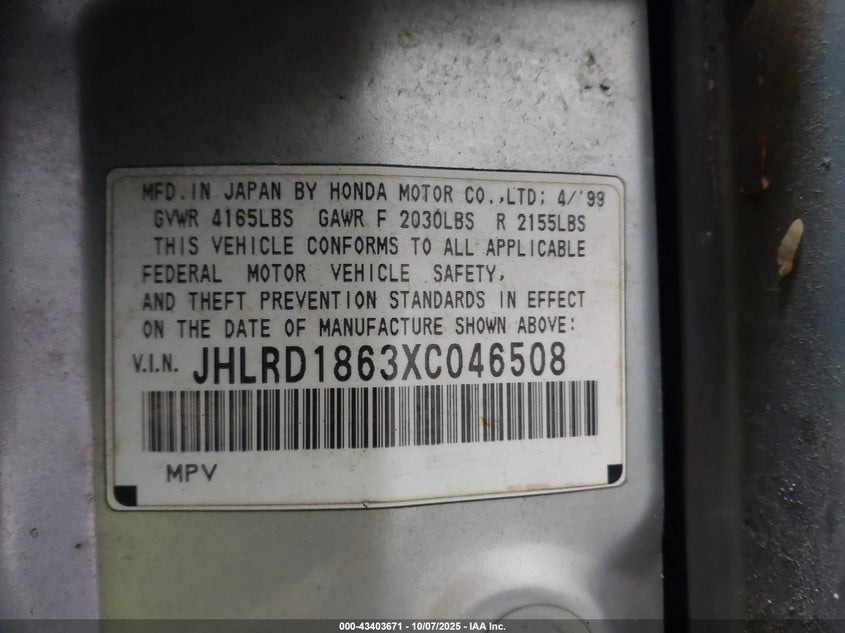 MFD. IN JAPAN BY HONDA MOTOR CO.,LTD; 4/'99
GVWR 4165LBS GAWR F 2030LBS R 2155LBS
THIS VEHICLE CONFORMS TO ALL APPLICABLE
FEDERAL MOTOR VEHICLE SAFETY,
AND THEFT PREVENTION STANDARDS IN EFFECT
ON THE DATE OF MANUFACTURE SHOWN ABOVE:
V.I.N. JHLRD1863XC046508
MPV
000-43403671 - 10/07/2025 - IAA Inc.